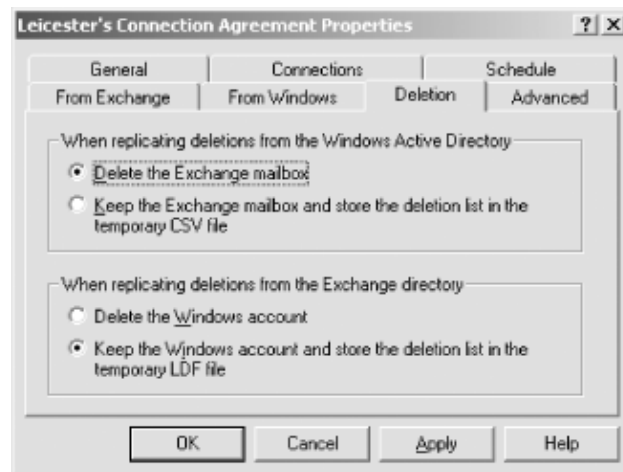 Leicester's Connection Agreement Properties
General Connections Schedule
From Exchange From Windows Deletion Advanced
When replicating deletions from the Windows Active Directory
Delete the Exchange mailbox
Keep the Exchange mailbox and store the deletion list in the
temporary CSV file
When replicating deletions from the Exchange directory
Delete the Windows account
Keep the Windows account and store the deletion list in the
temporary LDF file
OK Cancel Apply Help